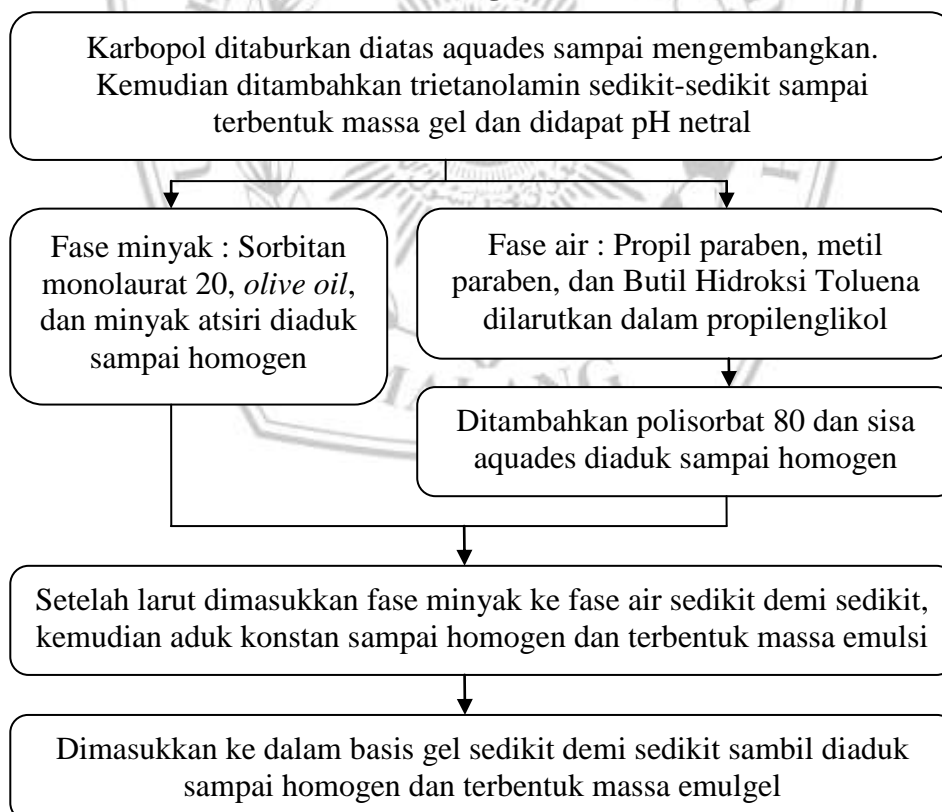 Karbopol ditaburkan diatas aquades sampai mengembangkan.
Kemudian ditambahkan trietanolamin sedikit-sedikit sampai
terbentuk massa gel dan didapat pH netral
Fase minyak : Sorbitan
monolaurat 20, olive oil,
dan minyak atsiri diaduk
sampai homogen
Fase air : Propil paraben, metil
paraben, dan Butil Hidroksi Toluena
dilarutkan dalam propilenglikol
MALANG
Ditambahkan polisorbat 80 dan sisa
aquades diaduk sampai homogen
Setelah larut dimasukkan fase minyak ke fase air sedikit demi sedikit,
kemudian aduk konstan sampai homogen dan terbentuk massa emulsi
Dimasukkan ke dalam basis gel sedikit demi sedikit sambil diaduk
sampai homogen dan terbentuk massa emulgel